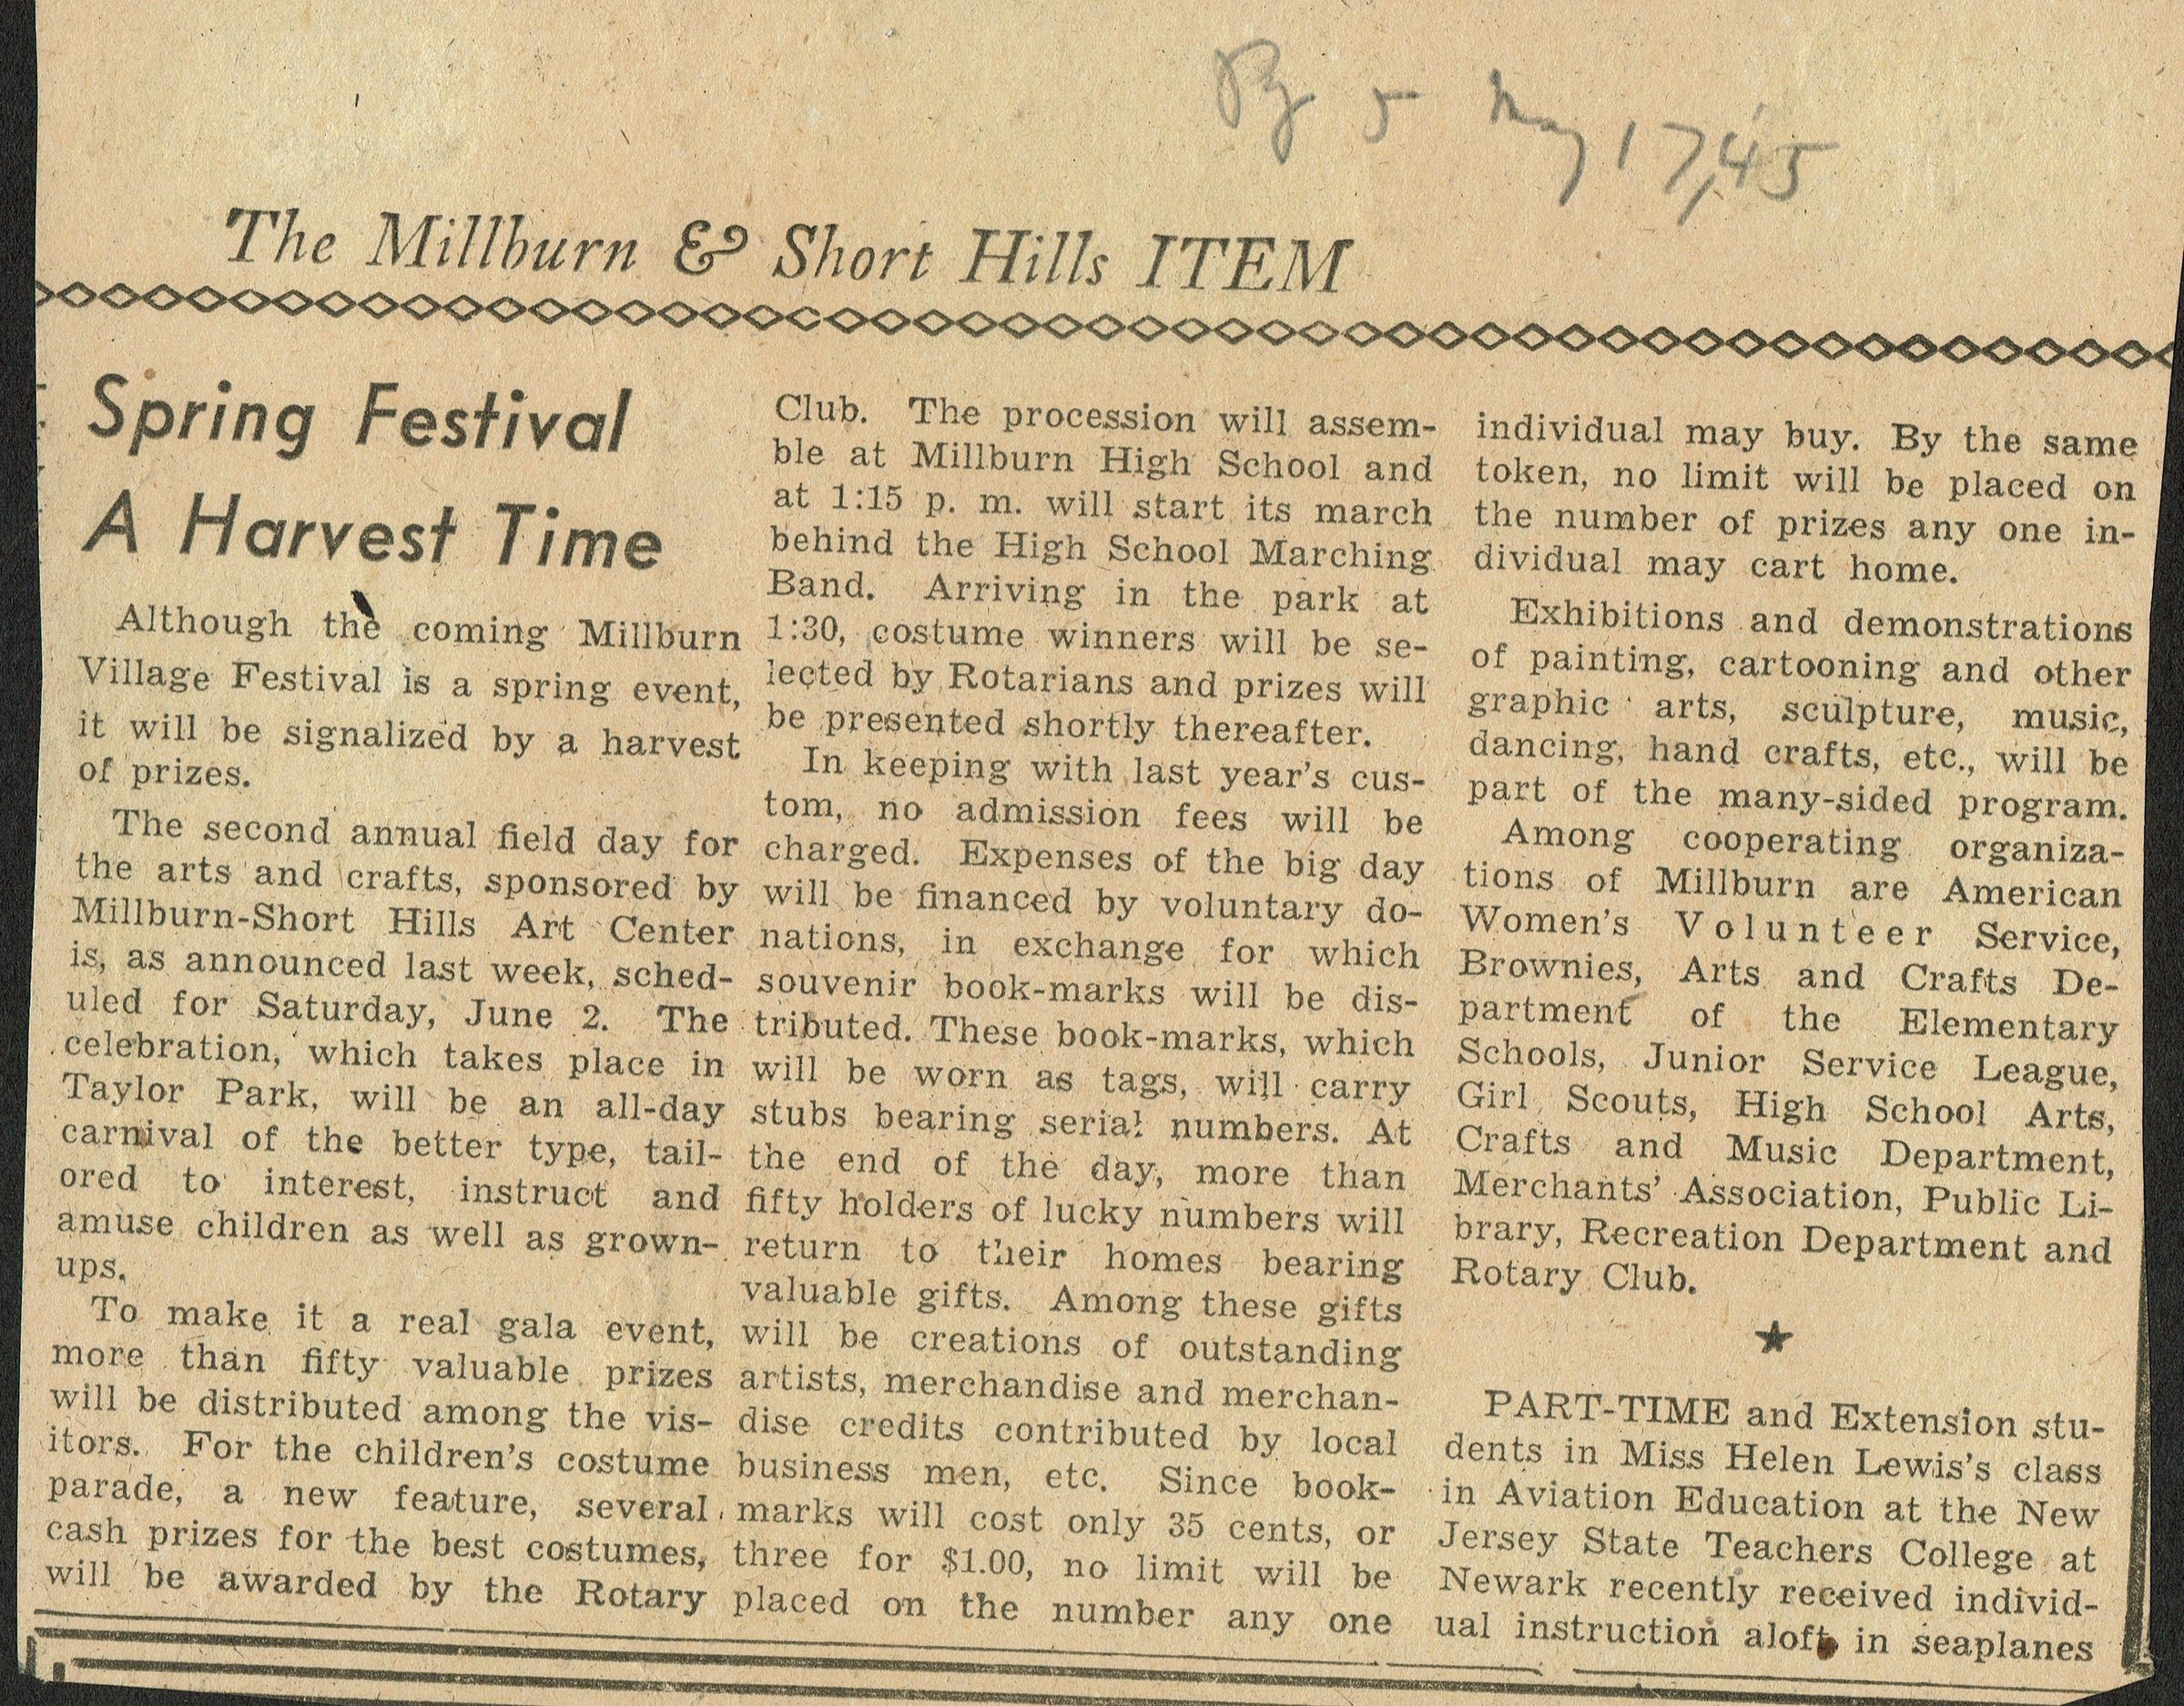 Pg 5 May 17, '45
The Millburn & Short Hills ITEM
Spring Festival
A Harvest Time
Although the coming Millburn
Village Festival is a spring event,
it will be signalized by a harvest
of prizes.
The second annual field day for
the arts and crafts, sponsored by
Millburn-Short Hills Art Center
is, as announced last week, sched-
uled for Saturday, June 2. The
celebration, which takes place in
Taylor Park, will be an all-day
carnival of the better type, tail-
ored to interest, instruct and
amuse children as well as grown-
ups.
To make it a real gala event,
more than fifty valuable prizes
will be distributed among the vis-
itors. For the children's costume
parade, a new feature, several
cash prizes for the best costumes,
will be awarded by the Rotary
Club. The procession will assem-
ble at Millburn High School and
at 1:15 p. m. will start its march
behind the High School Marching
Band. Arriving in the park at
1:30, costume winners will be se-
lected by Rotarians and prizes will
be presented shortly thereafter.
In keeping with last year's cus-
tom, no admission fees will be
charged. Expenses of the big day
will be financed by voluntary do-
nations, in exchange for which
souvenir book-marks will be dis-
tributed. These book-marks, which
will be worn as tags, will carry
stubs bearing serial numbers. At
the end of the day, more than
fifty holders of lucky numbers will
return to their homes bearing
valuable gifts. Among these gifts
will be creations of outstanding
artists, merchandise and merchan-
dise credits contributed by local
business men, etc. Since book-
marks will cost only 35 cents, or
three for $1.00, no limit will be
placed on the number any one
individual may buy. By the same
token, no limit will be placed on
the number of prizes any one in-
dividual may cart home.
Exhibitions and demonstrations
of painting, cartooning and other
graphic arts, sculpture, music,
dancing, hand crafts, etc., will be
part of the many-sided program.
Among cooperating organiza-
tions of Millburn are American
Women's Volunteer Service,
Brownies, Arts and Crafts De-
partment of the Elementary
Schools, Junior Service League,
Girl Scouts, High School Arts,
Crafts and Music Department,
Merchants' Association, Public Li-
brary, Recreation Department and
Rotary Club.
★
PART-TIME and Extension stu-
dents in Miss Helen Lewis's class
in Aviation Education at the New
Jersey State Teachers College at
Newark recently received individ-
ual instruction aloft in seaplanes